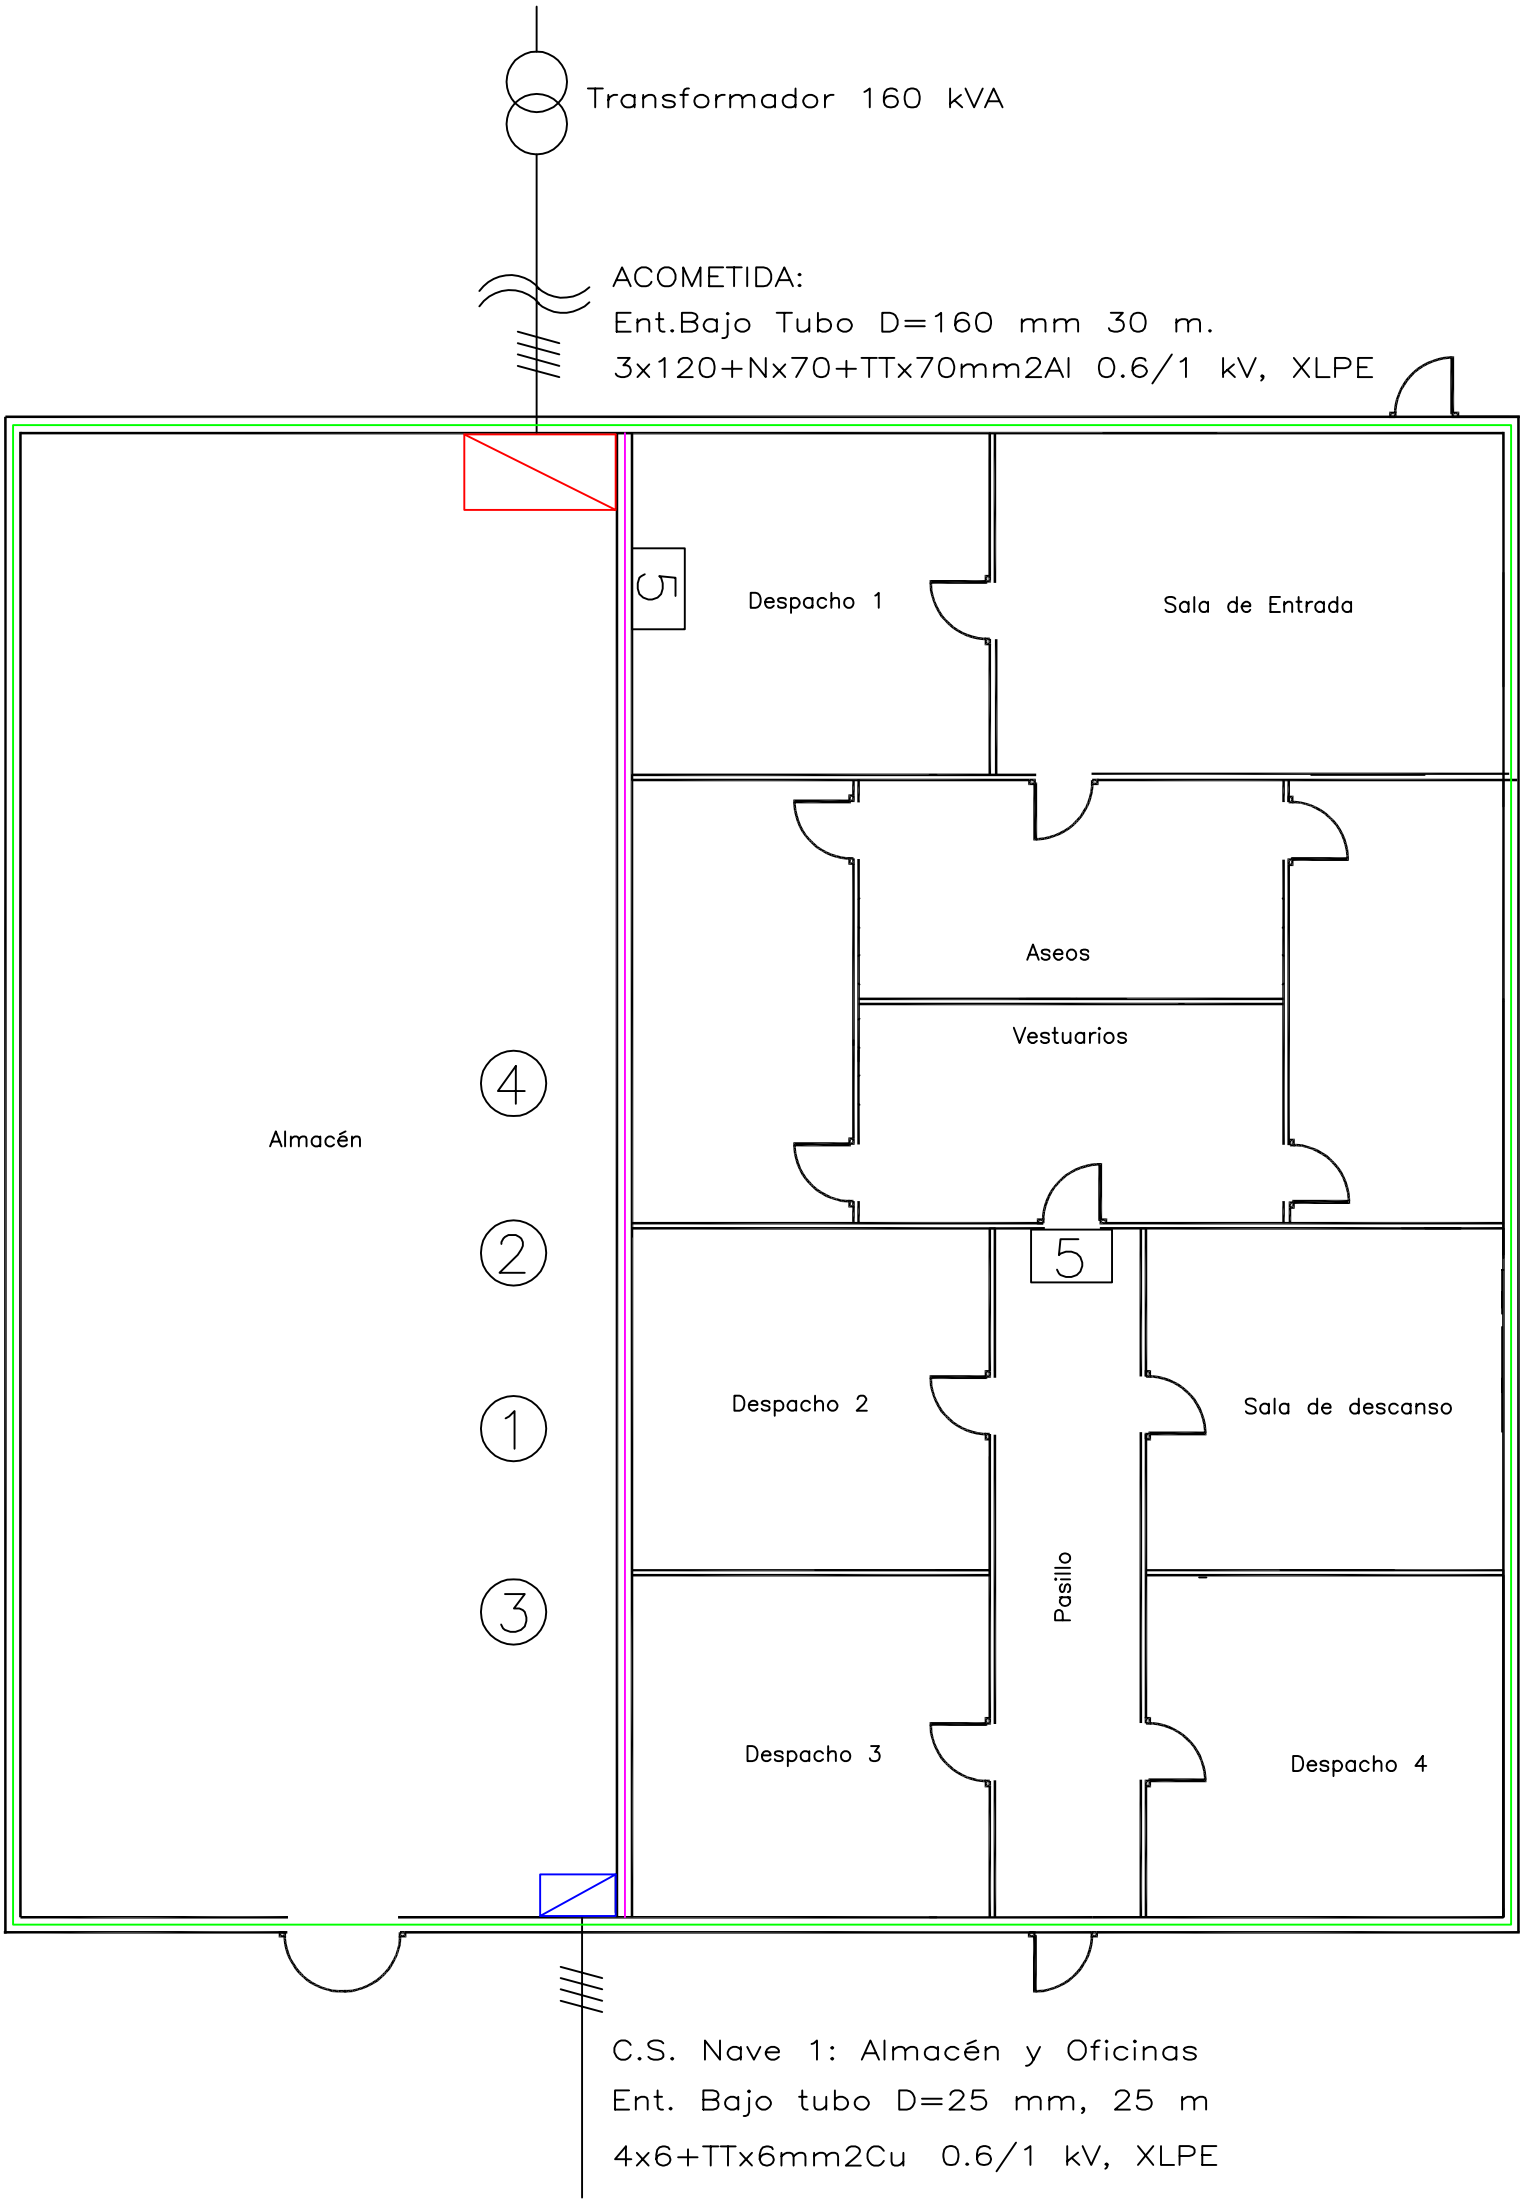 Transformador 160 kVA
ACOMETIDA:
Ent.Bajo Tubo D=160 mm 30 m.
3x120+Nx70+TTx70mm2Al 0.6/1 kV, XLPE
5
Despacho 1
Sala de Entrada
Aseos
Vestuarios
4
Almacén
2
5
1
Despacho 2
Sala de descanso
3
Pasillo
Despacho 3
Despacho 4
C.S. Nave 1: Almacén y Oficinas
Ent. Bajo tubo D=25 mm, 25 m
4x6+TTx6mm2Cu 0.6/1 kV, XLPE